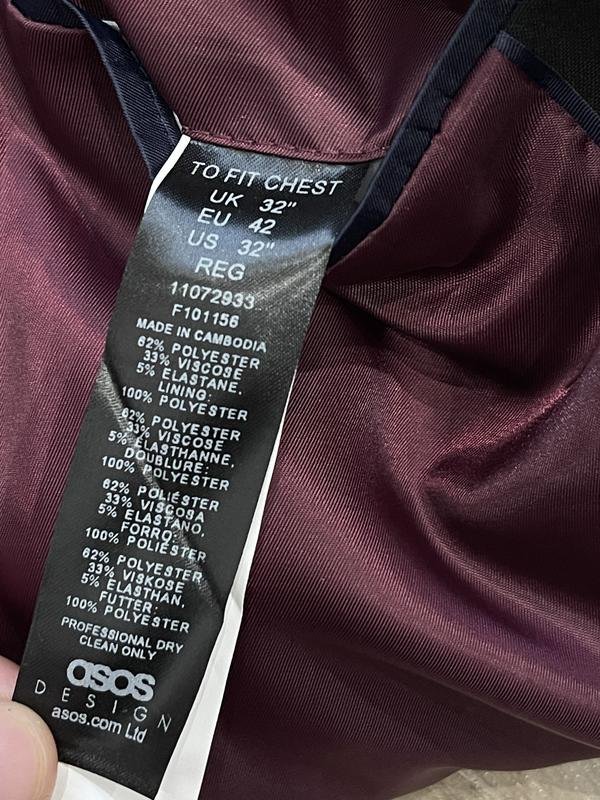 TO FIT CHEST
UK 32"
EU 42
US 32"
REG
11072933
F101156
MADE IN CAMBODIA
62% POLYESTER
33% VISCOSE
5% ELASTANE,
LINING:
100% POLYESTER
62% POLYESTER
33% VISCOSE
5% ELASTHANNE,
DOUBLURE:
100% POLYESTER
62% POLIÉSTER
33% VISCOSA
5% ELASTANO,
FORRO:
100% POLIÉSTER
62% POLYESTER
33% VISKOSE
5% ELASTHAN,
FUTTER:
100% POLYESTER
PROFESSIONAL DRY
CLEAN ONLY
asos
DESIGN
asos.com Ltd